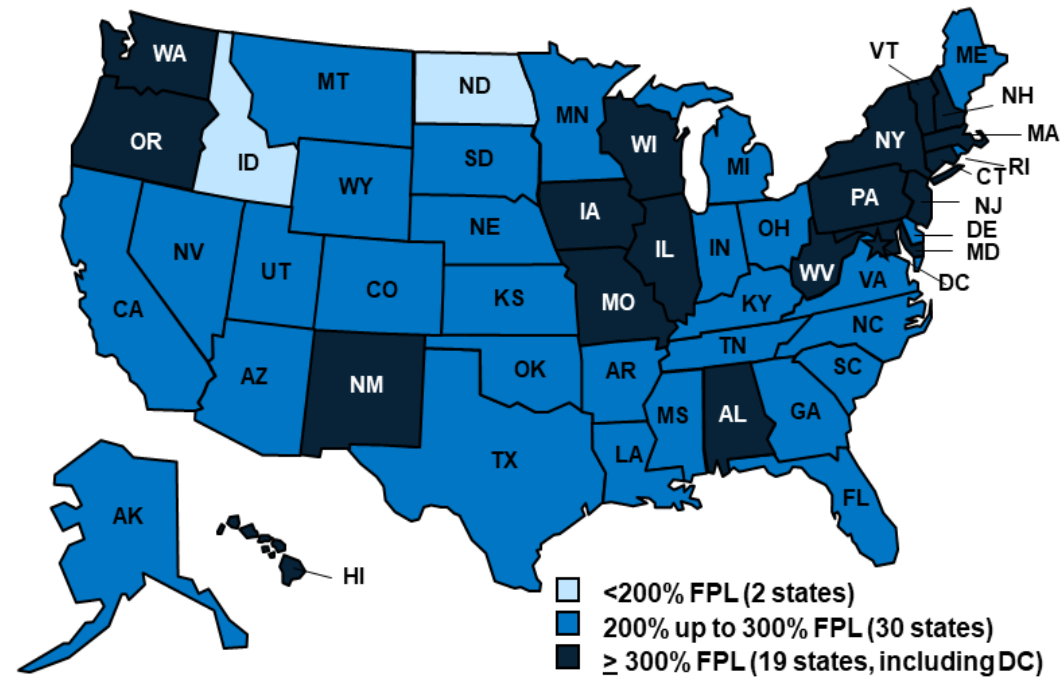 VT
ME
WA
MT
ND
MN
NH
OR
ID
SD
WI
NY
MA
MI
RI
WY
CT
PA
IA
NJ
NE
OH
DE
NV
IN
IL
MD
UT
WV
CO
VA
DC
CA
KS
MO
KY
NC
TN
OK
AR
SC
AZ
NM
MS
AL
GA
LA
TX
FL
AK
HI
<200% FPL (2 states)
200% up to 300% FPL (30 states)
≥ 300% FPL (19 states, including DC)